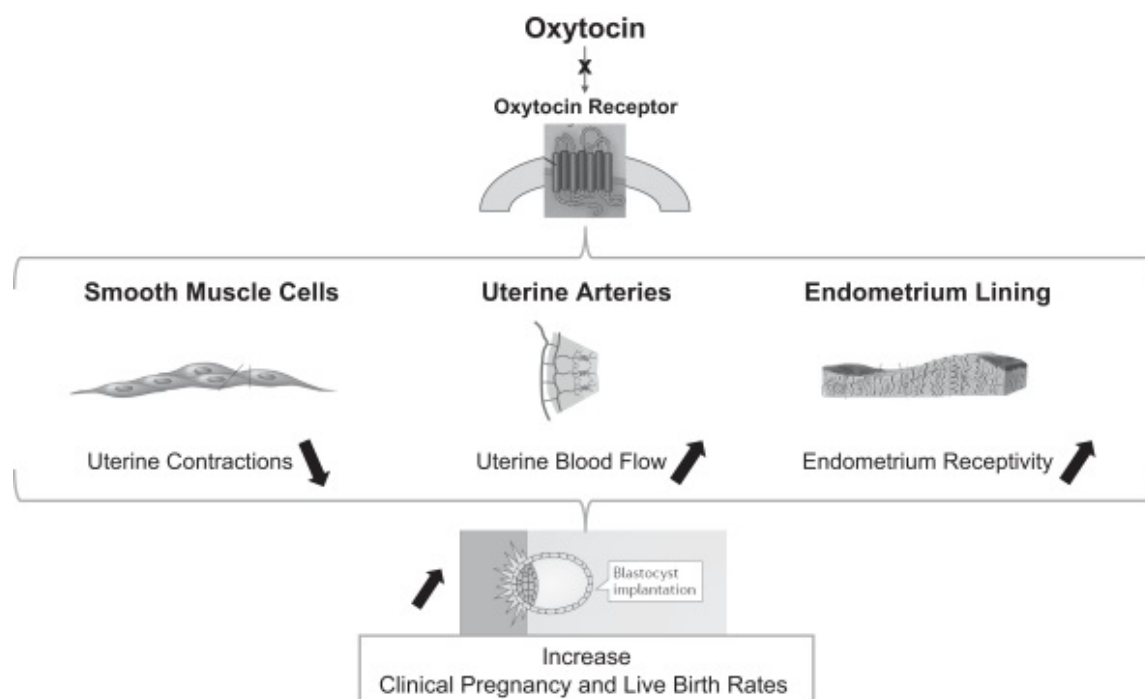 Oxytocin
X
Oxytocin Receptor
Smooth Muscle Cells
Uterine Arteries
Endometrium Lining
Uterine Contractions
Uterine Blood Flow
Endometrium Receptivity
Blastocyst
implantation
Increase
Clinical Pregnancy and Live Birth Rates